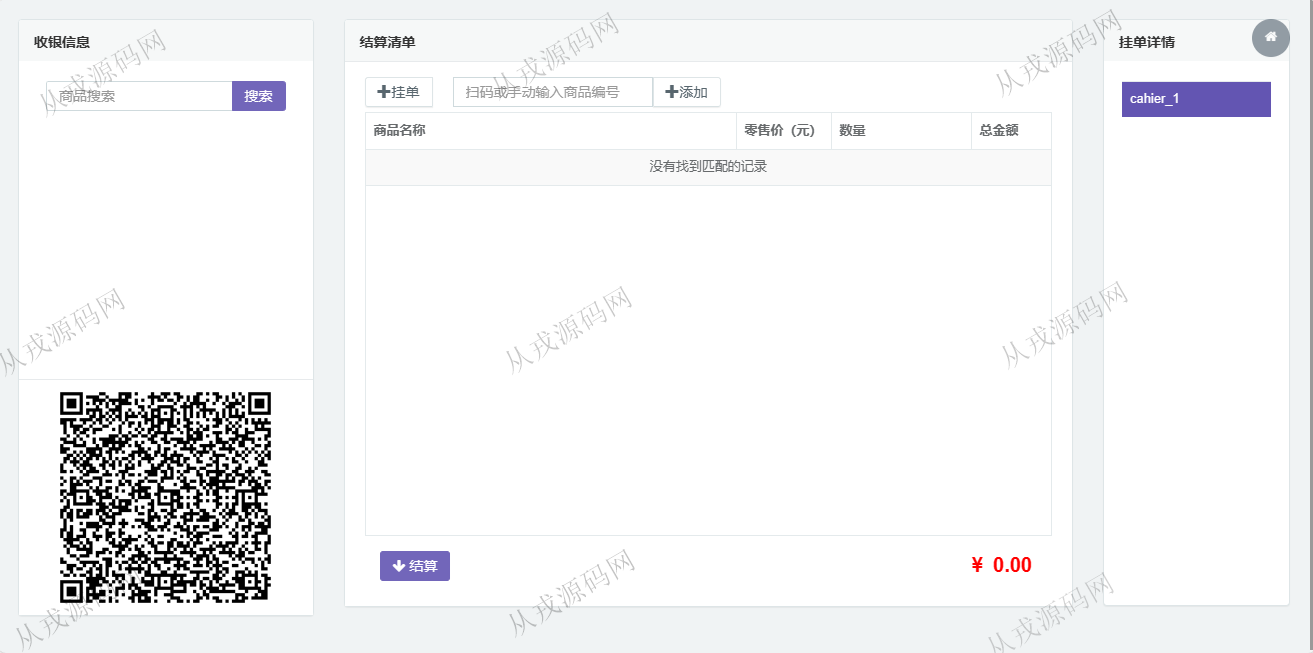 收银信息
商品搜索
搜索
结算清单
挂单
扫码或手动输入商品编号
添加
商品名称
零售价（元）
数量
总金额
没有找到匹配的记录
结算
¥ 0.00
挂单详情
cahier_1
从戎源码网
从戎源码网
从戎源码网
从戎源码网
从戎源码网
从戎源码网
从戎源码网
从戎源码网
从戎源码网